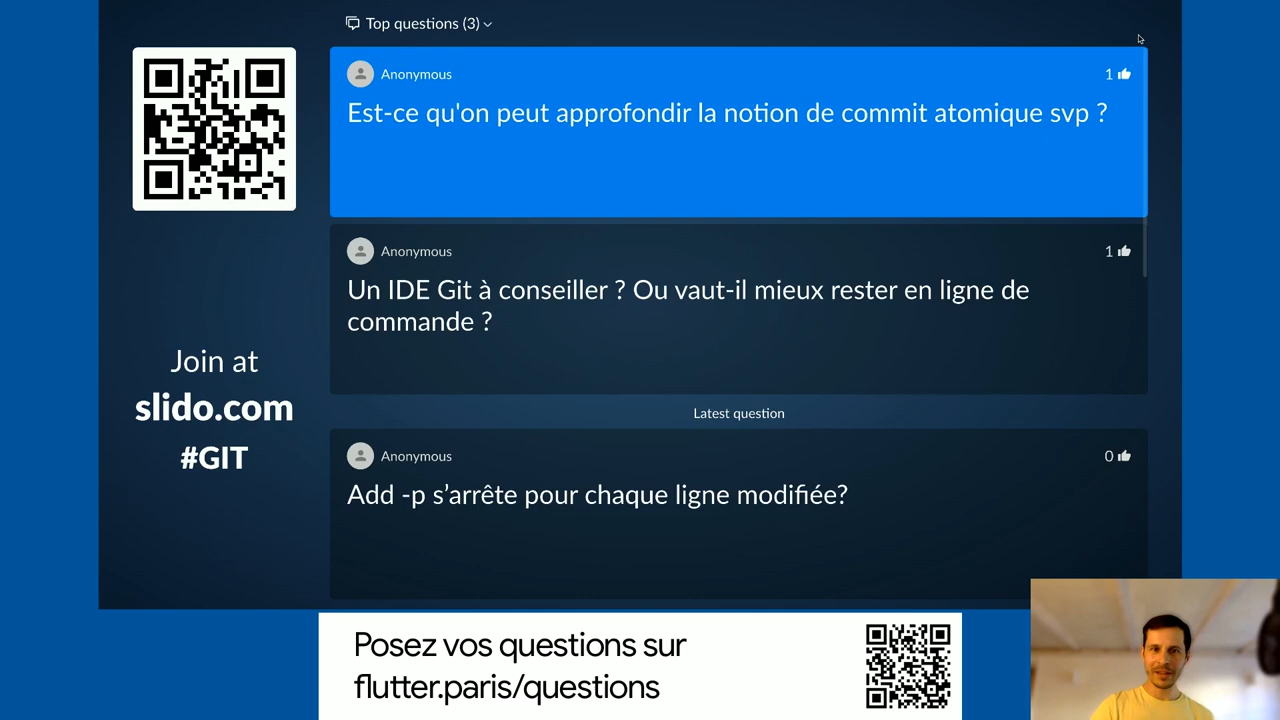 Top questions (3)
Anonymous
1
Est-ce qu'on peut approfondir la notion de commit atomique svp ?
Anonymous
1
Un IDE Git à conseiller ? Ou vaut-il mieux rester en ligne de
commande ?
Join at
slido.com
#GIT
Latest question
Anonymous
0
Add -p s’arrête pour chaque ligne modifiée?
Posez vos questions sur
flutter.paris/questions